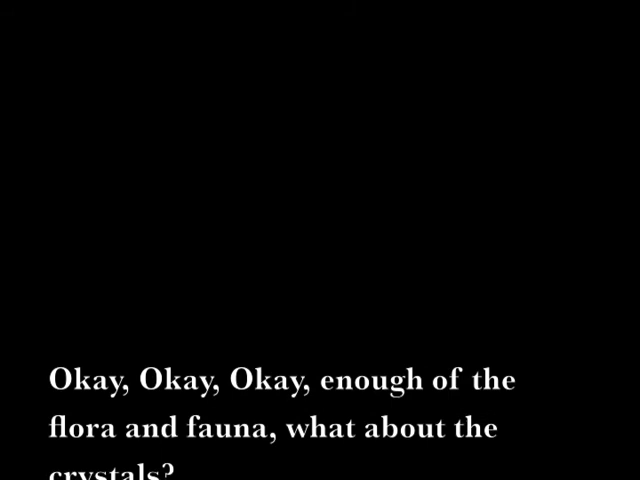 Okay, Okay, Okay, enough of the
flora and fauna, what about the
crystals?